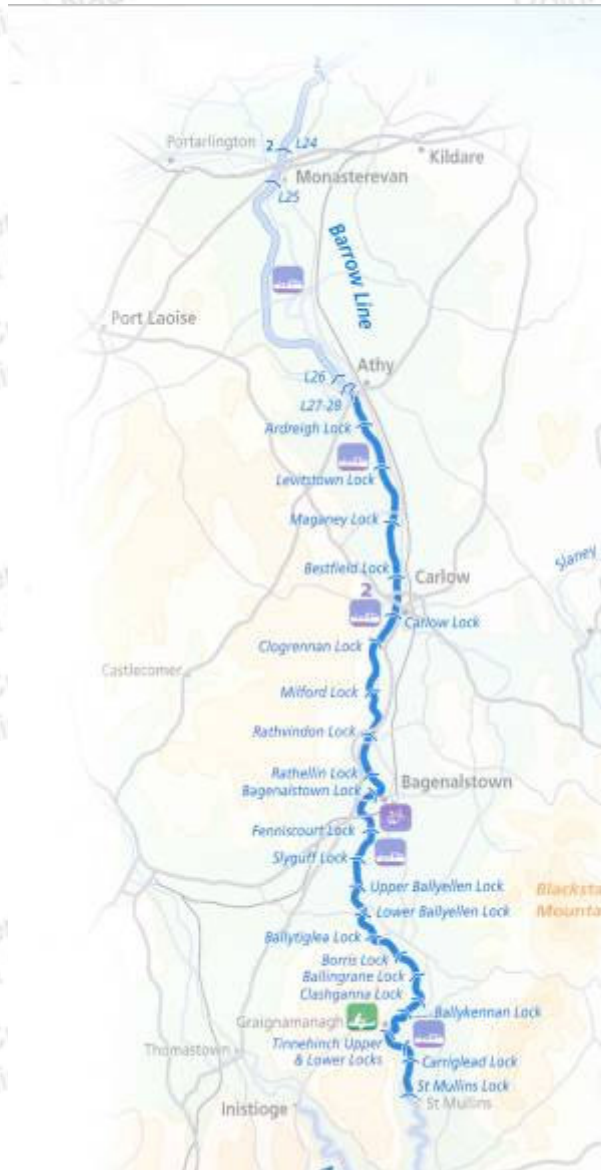 Portarlington
2
L24
Kildare
Monasterevan
L25
Barrow Line
Port Laoise
Athy
L26
L27-28
Ardreigh Lock
Levitstown Lock
Maganey Lock
Bestfield Lock
Carlow
Slaney
2
Carlow Lock
Clogrennan Lock
Castlecomer
Milford Lock
Rathvindon Lock
Rathellin Lock
Bagenalstown
Bagenalstown Lock
Fenniscourt Lock
Slyguff Lock
Upper Ballyellen Lock
Lower Ballyellen Lock
Ballytiglea Lock
Borris Lock
Ballingrane Lock
Clashganna Lock
Ballykennan Lock
Graignamanagh
Tinnehinch Upper
& Lower Locks
Thomastown
Carriglead Lock
St Mullins Lock
St Mullins
Inistioge